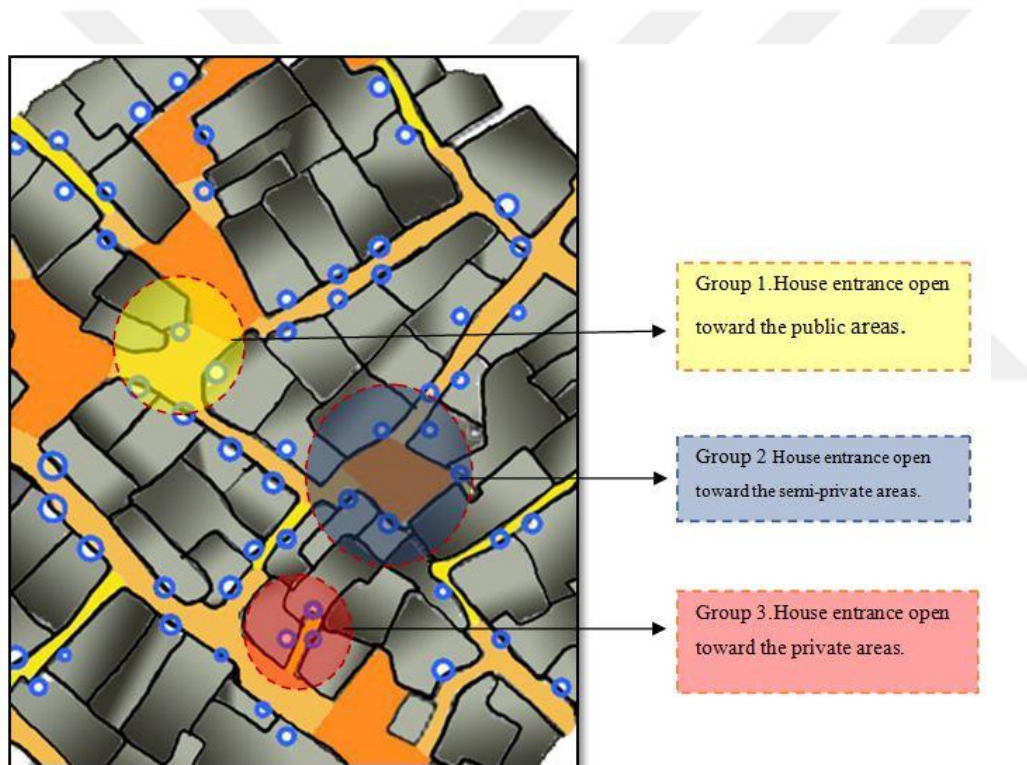 Group 1.House entrance open
toward the public areas.
Group 2 House entrance open
toward the semi-private areas.
Group 3.House entrance open
toward the private areas.